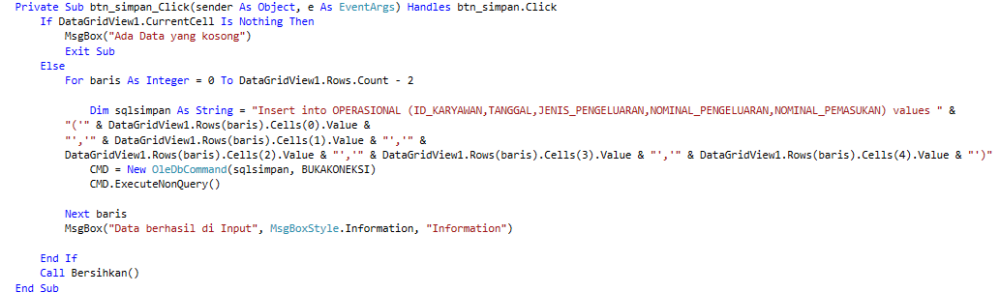 Private Sub btn_simpan_Click(sender As Object, e As EventArgs) Handles btn_simpan.Click
If DataGridView1.CurrentCell Is Nothing Then
MsgBox("Ada Data yang kosong")
Exit Sub
Else
For baris As Integer = 0 To DataGridView1.Rows.Count - 2
Dim sqlsimpan As String = "Insert into OPERASIONAL (ID_KARYAWAN,TANGGAL,JENIS_PENGELUARAN,NOMINAL_PENGELUARAN,NOMINAL_PEMASUKAN) values " &
"('" & DataGridView1.Rows(baris).Cells(0).Value &
"','" & DataGridView1.Rows(baris).Cells(1).Value & "','" &
DataGridView1.Rows(baris).Cells(2).Value & "','" & DataGridView1.Rows(baris).Cells(3).Value & "','" & DataGridView1.Rows(baris).Cells(4).Value & "')"
CMD = New OleDbCommand(sqlsimpan, BUKAKONEKSI)
CMD.ExecuteNonQuery()
Next baris
MsgBox("Data berhasil di Input", MsgBoxStyle.Information, "Information")
End If
Call Bersihkan()
End Sub